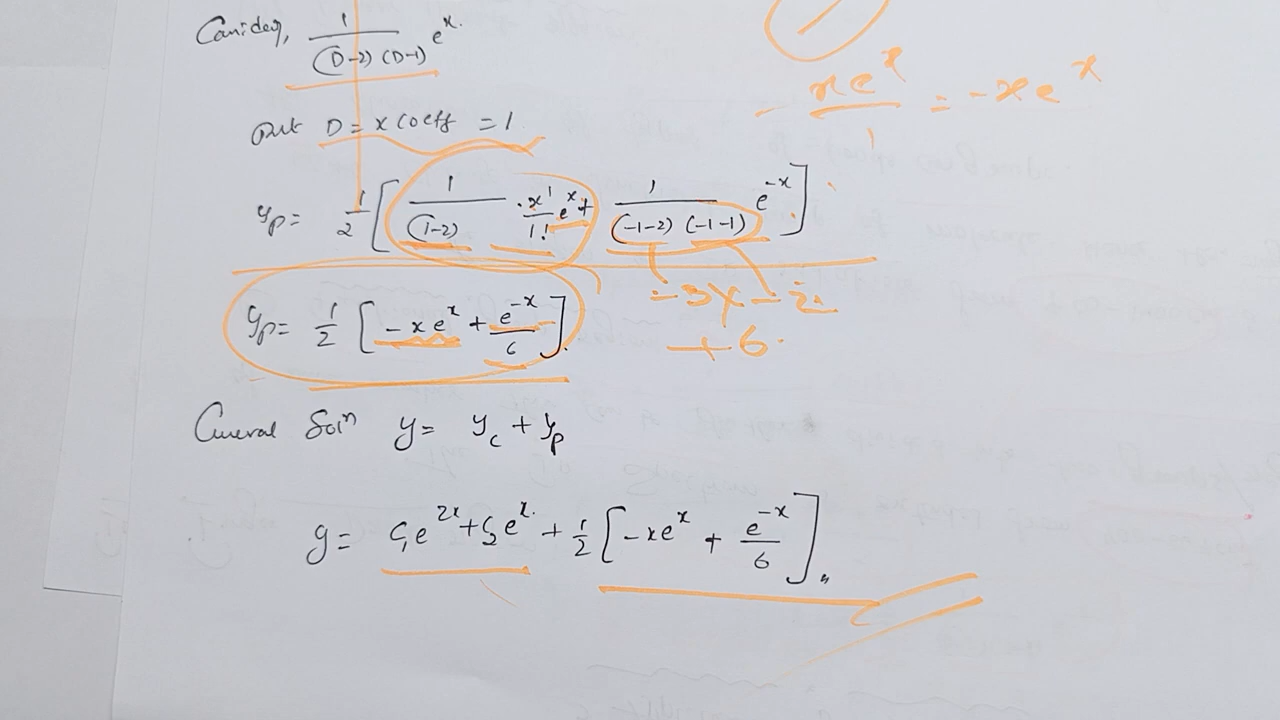 Consider, 1/((D-2)(D-1)) e^x.
- xe^x/1 = -xe^x
Put D = x coeff = 1
y_p = 1/2 [ 1/(1-2) · x^1/1! e^x + 1/((-1-2)(-1-1)) e^-x ]
-3x-2
+6.
y_p = 1/2 [ -xe^x + e^-x/6 ].
General Soln y = y_c + y_p
y = c₁e^2x + c₂e^x. + 1/2 [ -xe^x + e^-x/6 ] "